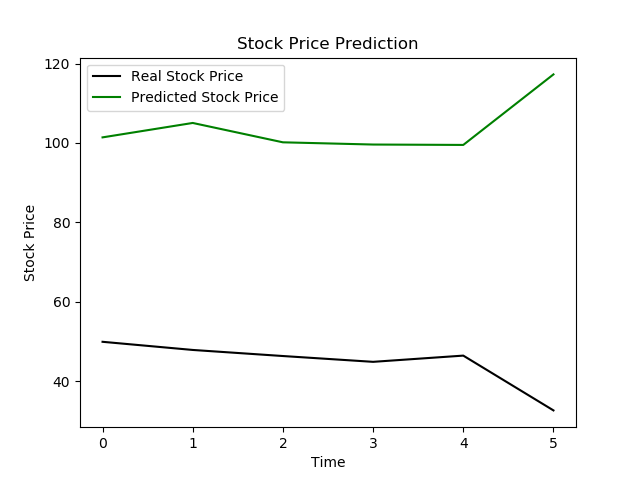 Stock Price Prediction
Real Stock Price
Predicted Stock Price
Stock Price
120
100
80
60
40
0 1 2 3 4 5
Time